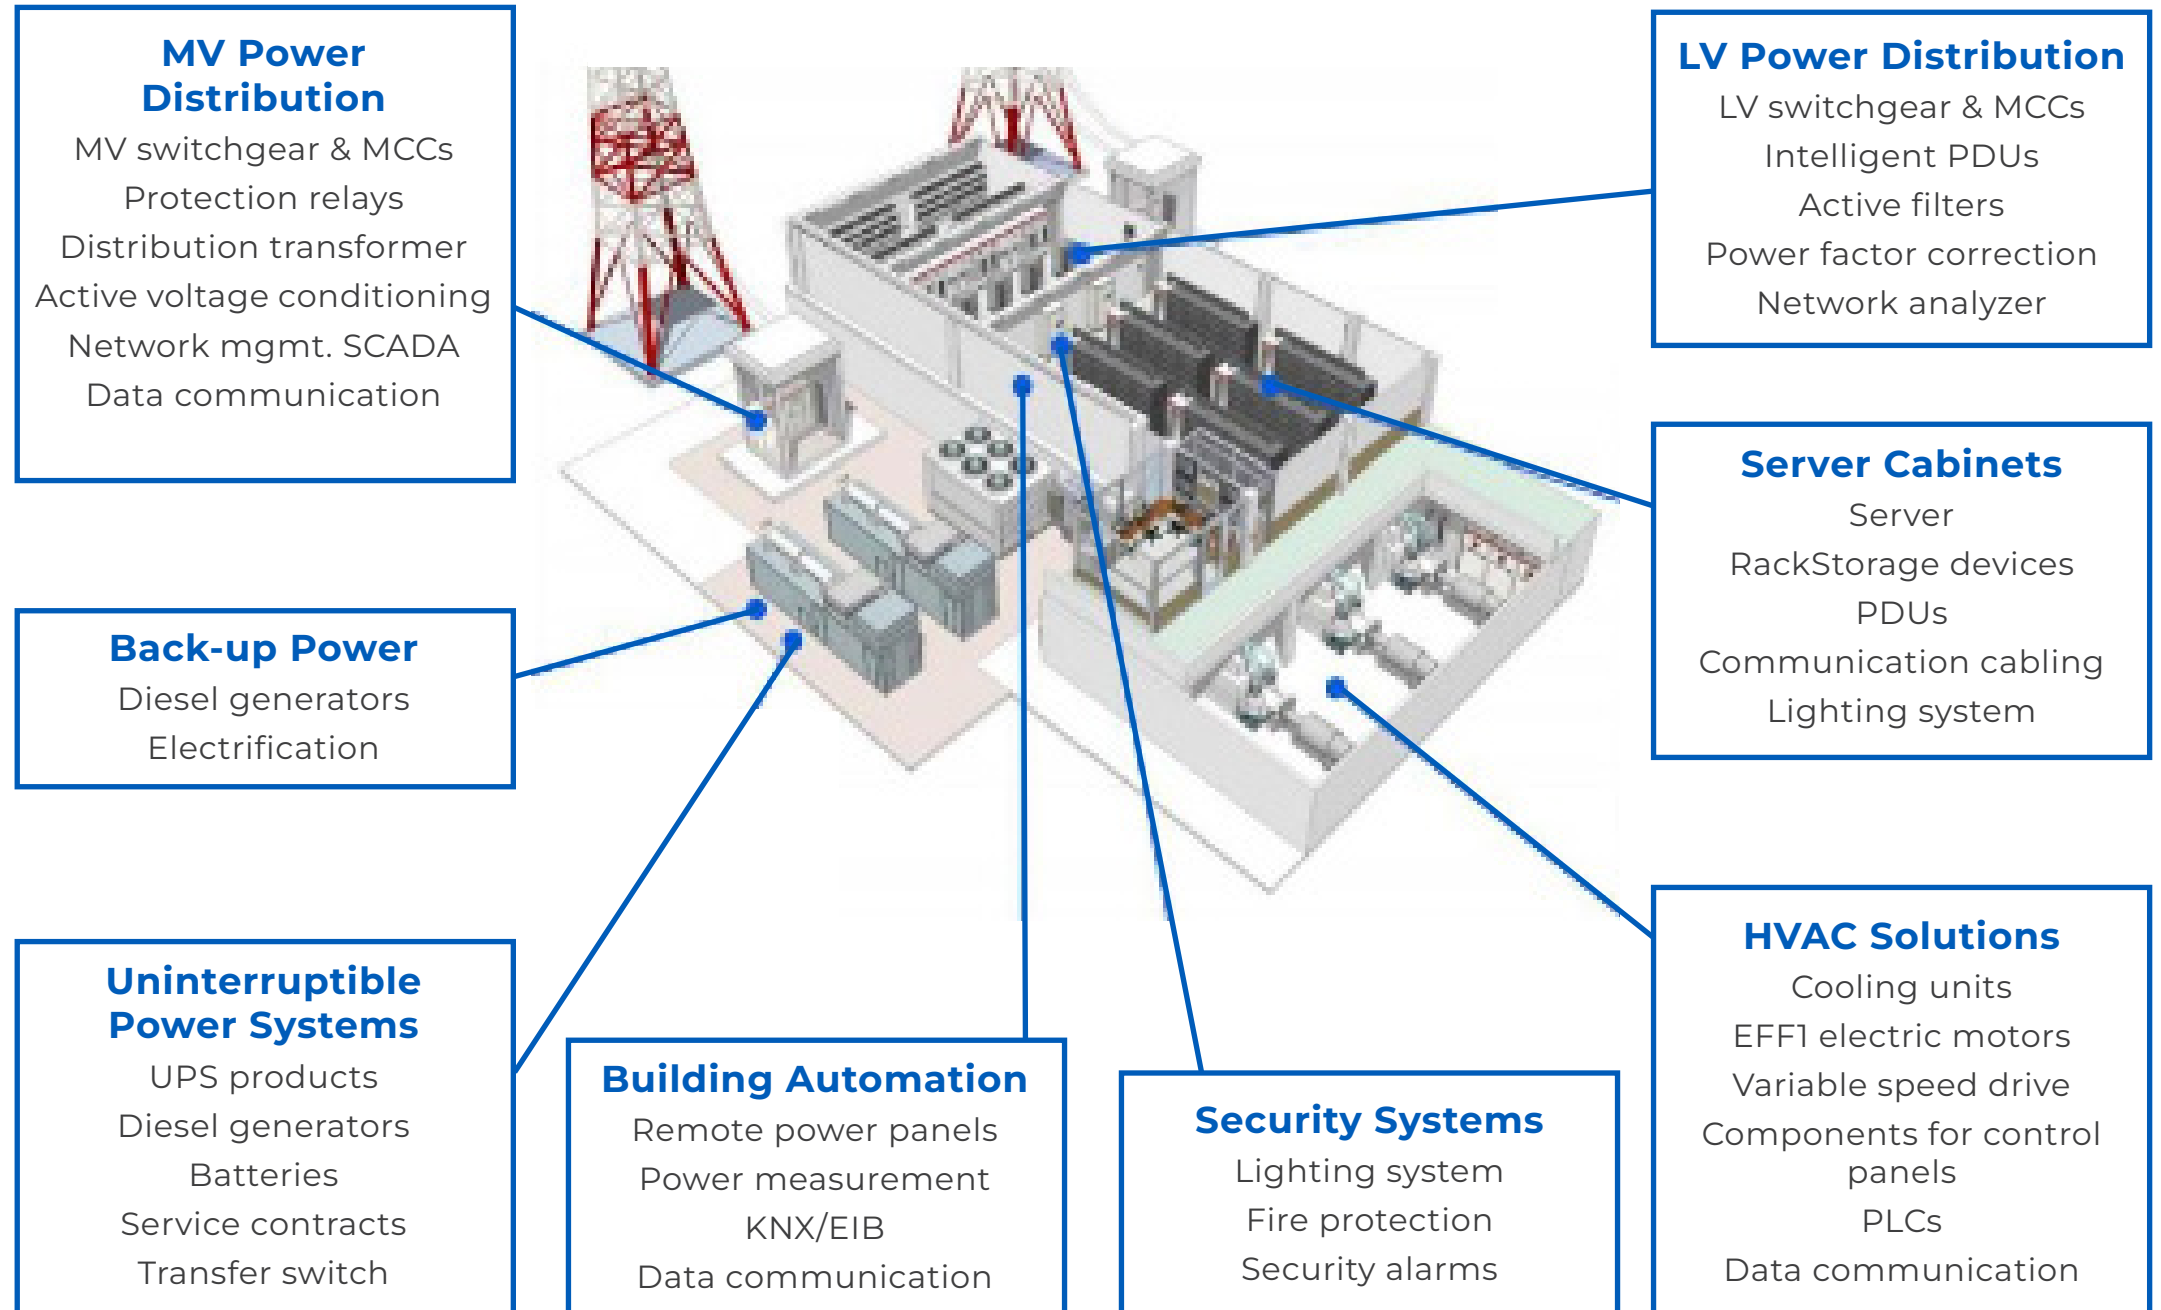 MV Power
Distribution
MV switchgear & MCCs
Protection relays
Distribution transformer
Active voltage conditioning
Network mgmt. SCADA
Data communication
LV Power Distribution
LV switchgear & MCCs
Intelligent PDUs
Active filters
Power factor correction
Network analyzer
Server Cabinets
Server
RackStorage devices
PDUs
Communication cabling
Lighting system
Back-up Power
Diesel generators
Electrification
Uninterruptible
Power Systems
UPS products
Diesel generators
Batteries
Service contracts
Transfer switch
Building Automation
Remote power panels
Power measurement
KNX/EIB
Data communication
Security Systems
Lighting system
Fire protection
Security alarms
HVAC Solutions
Cooling units
EFF1 electric motors
Variable speed drive
Components for control
panels
PLCs
Data communication